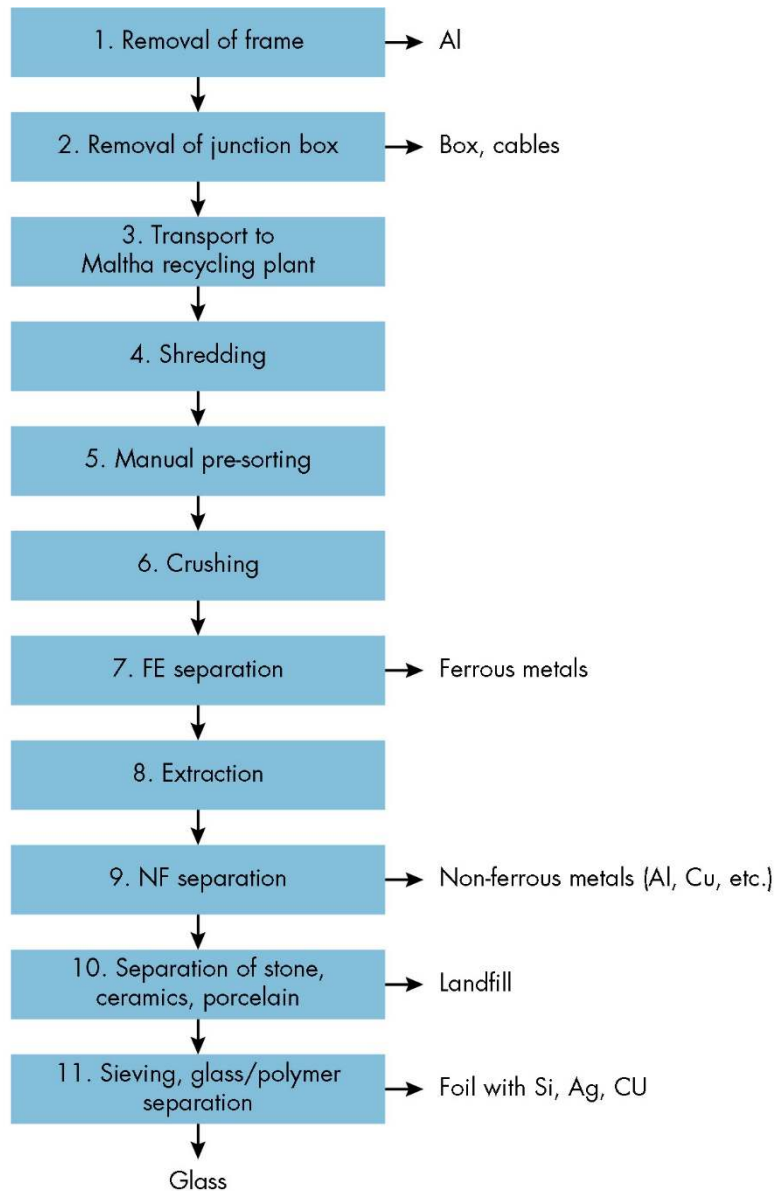 1. Removal of frame
Al
2. Removal of junction box
Box, cables
3. Transport to
Maltha recycling plant
4. Shredding
5. Manual pre-sorting
6. Crushing
7. FE separation
Ferrous metals
8. Extraction
9. NF separation
Non-ferrous metals (Al, Cu, etc.)
10. Separation of stone,
ceramics, porcelain
Landfill
11. Sieving, glass/polymer
separation
Foil with Si, Ag, CU
Glass